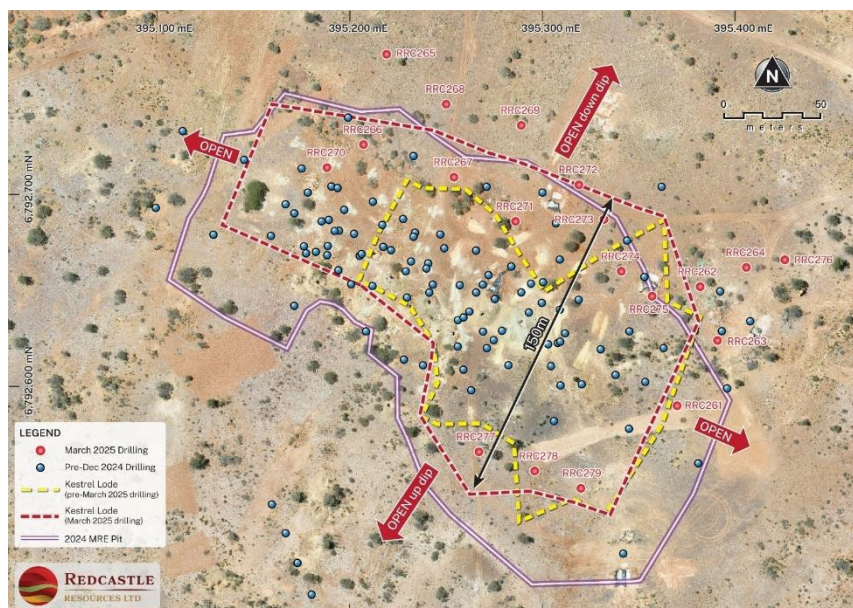 395.100 mE
395.200 mE
395.300 mE
395.400 mE
RRC265
N
RRC268
50
0
meters
RRC269
OPEN down dip
OPEN
RRC266
RRC270
RRC267
RRC272
6,792,700 mN
RRC271
RRC273
RRC274
RRC264
RRC276
RRC262
RRC275
150m
RRC263
6,792,600 mN
RRC261
OPEN
LEGEND
March 2025 Drilling
Pre-Dec 2024 Drilling
Kestrel Lode
(pre-March 2025 drilling)
Kestrel Lode
(March 2025 drilling)
2024 MRE Pit
RRC277
RRC278
RRC279
OPEN up dip
REDCASTLE
RESOURCES LTD